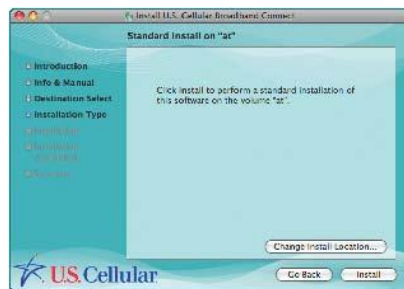 Install U.S. Cellular Broadband Connect
Standard Install on "at"
Introduction
Info & Manual
Destination Select
Installation Type
Click Install to perform a standard installation of
this software on the volume "at".
Change Install Location...
U.S. Cellular
Go Back
Install